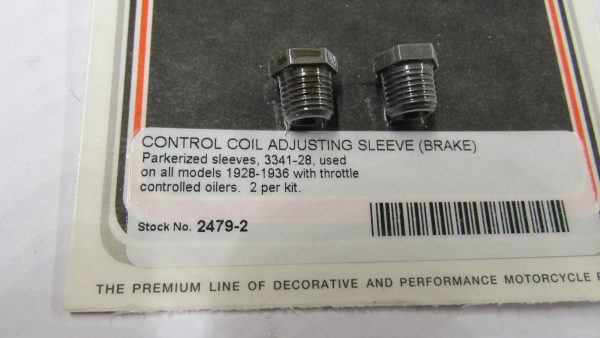 CONTROL COIL ADJUSTING SLEEVE (BRAKE)
Parkerized sleeves, 3341-28, used
on all models 1928-1936 with throttle
controlled oilers. 2 per kit.
Stock No. 2479-2
THE PREMIUM LINE OF DECORATIVE AND PERFORMANCE MOTORCYCLE